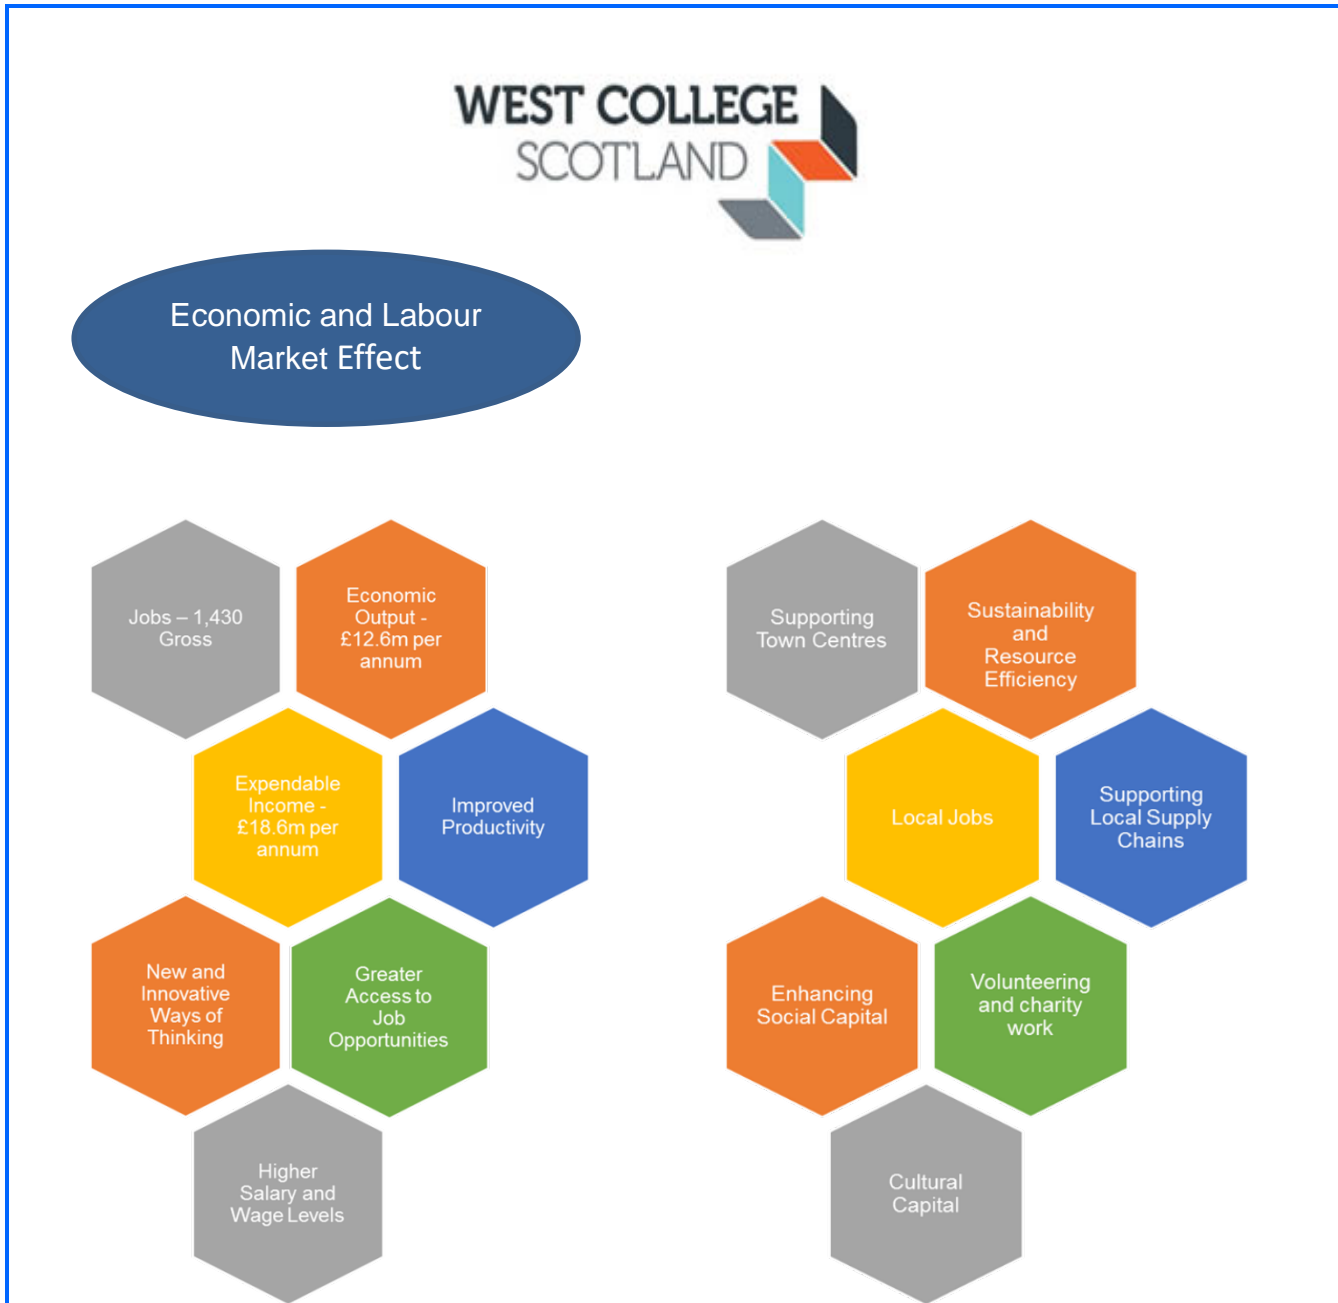 WEST COLLEGE
SCOTLAND
Economic and Labour
Market Effect
Jobs – 1,430
Gross
Economic
Output -
£12.6m per
annum
Expendable
Income -
£18.6m per
annum
Improved
Productivity
New and
Innovative
Ways of
Thinking
Greater
Access to
Job
Opportunities
Higher
Salary and
Wage Levels
Supporting
Town Centres
Sustainability
and
Resource
Efficiency
Local Jobs
Supporting
Local Supply
Chains
Enhancing
Social Capital
Volunteering
and charity
work
Cultural
Capital